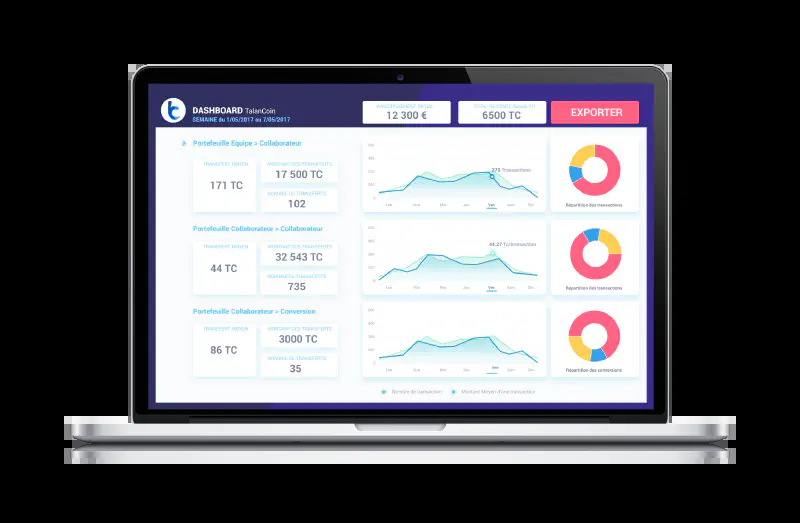 DASHBOARD TalanCoin
SEMAINE du 1/05/2017 au 7/05/2017
12 300 €
6500 TC
EXPORTER
Portefeuille Equipe > Collaborateur
TRANSFERT MOYEN
171 TC
MONTANT DES TRANSFERTS
17 500 TC
NOMBRE DE TRANSFERTS
102
270 Transactions
Lun
Mar
Mer
Jeu
Ven
Sam
Dim
Répartition des transactions
Portefeuille Collaborateur > Collaborateur
TRANSFERT MOYEN
44 TC
MONTANT DES TRANSFERTS
32 543 TC
NOMBRE DE TRANSFERTS
735
44,27 Tc/transaction
Lun
Mar
Mer
Jeu
Ven
Sam
Dim
Répartition des transactions
Portefeuille Collaborateur > Conversion
TRANSFERT MOYEN
86 TC
MONTANT DES TRANSFERTS
3000 TC
NOMBRE DE TRANSFERTS
35
Lun
Mar
Mer
Jeu
Ven
Sam
Dim
Répartition des conversions
Nombre de transaction
Montant Moyen d'une transaction